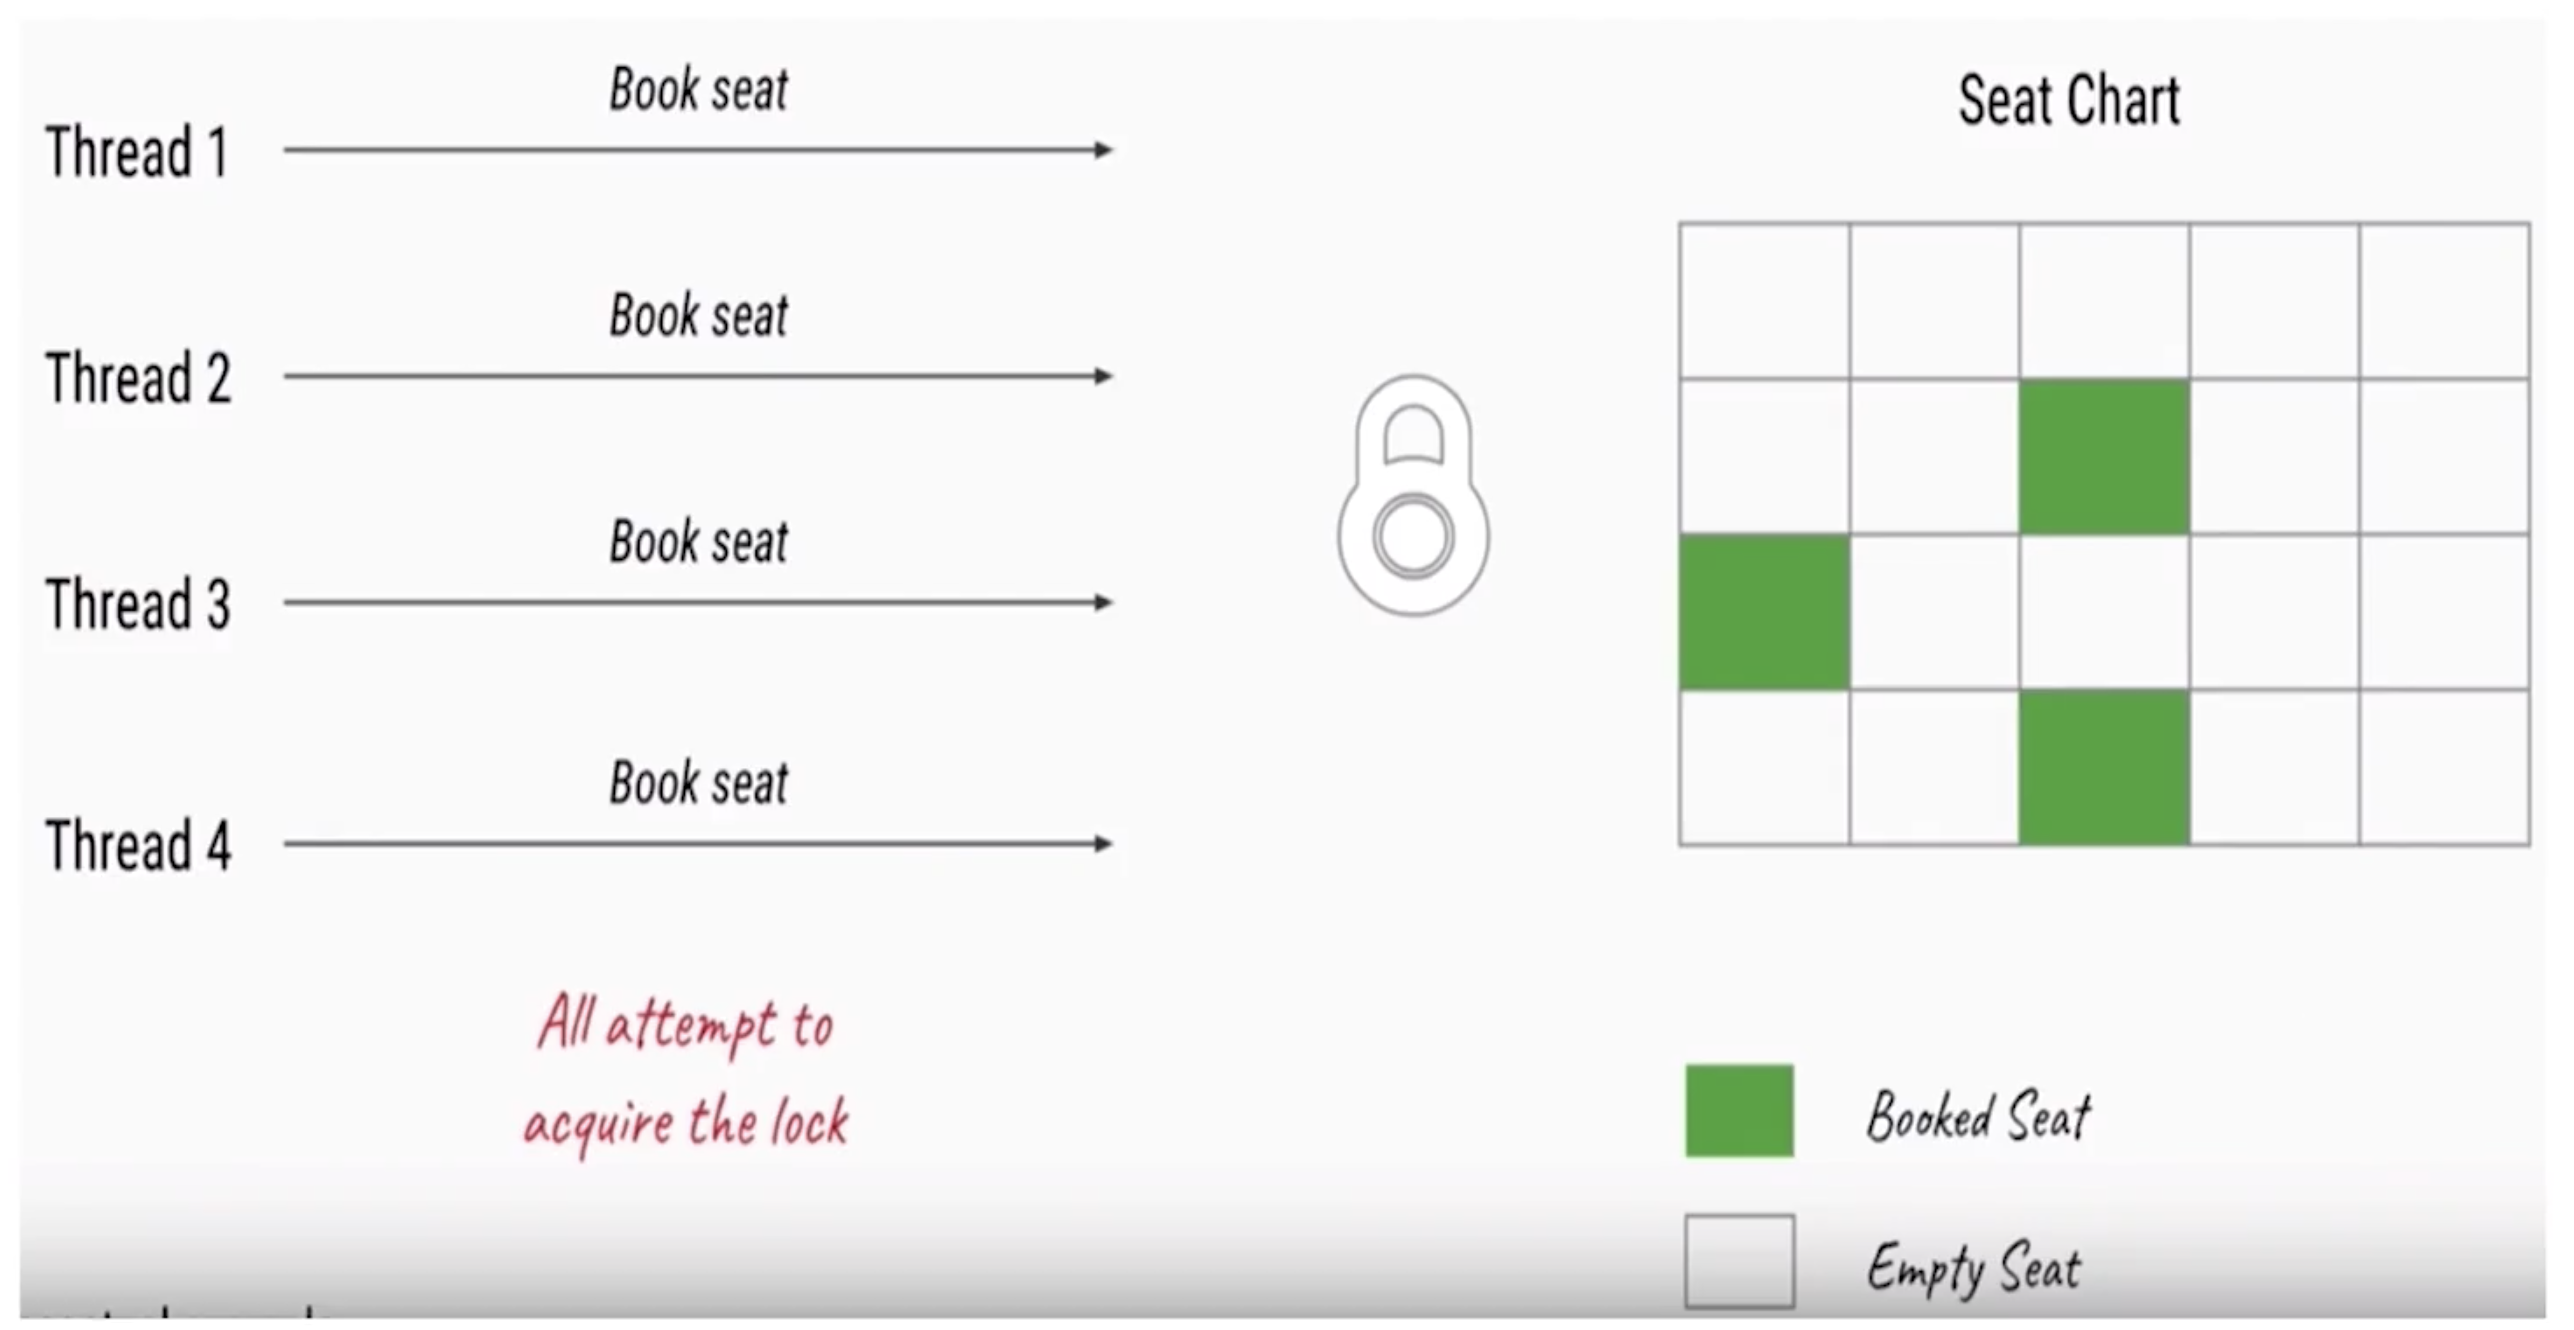 Book seat
Thread 1
Seat Chart
Book seat
Thread 2
Book seat
Thread 3
Book seat
Thread 4
All attempt to
acquire the lock
Booked Seat
Empty Seat